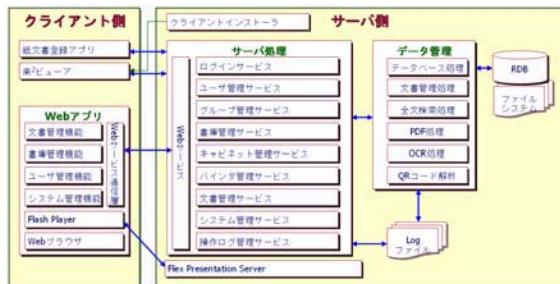 クライアント側
サーバ側
クライアントインストーラ
紙文書登録アプリ
楽²ビューア
Webアプリ
文書管理機能
書庫管理機能
ユーザ管理機能
システム管理機能
Webサービス通信層
Flash Player
Webブラウザ
サーバ処理
Webサービス
ログインサービス
ユーザ管理サービス
グループ管理サービス
書庫管理サービス
キャビネット管理サービス
バインダ管理サービス
文書管理サービス
システム管理サービス
操作ログ管理サービス
Flex Presentation Server
データ管理
データベース処理
文書管理処理
全文検索処理
PDF処理
OCR処理
QRコード解析
RDB
ファイル
システム
Log
ファイル